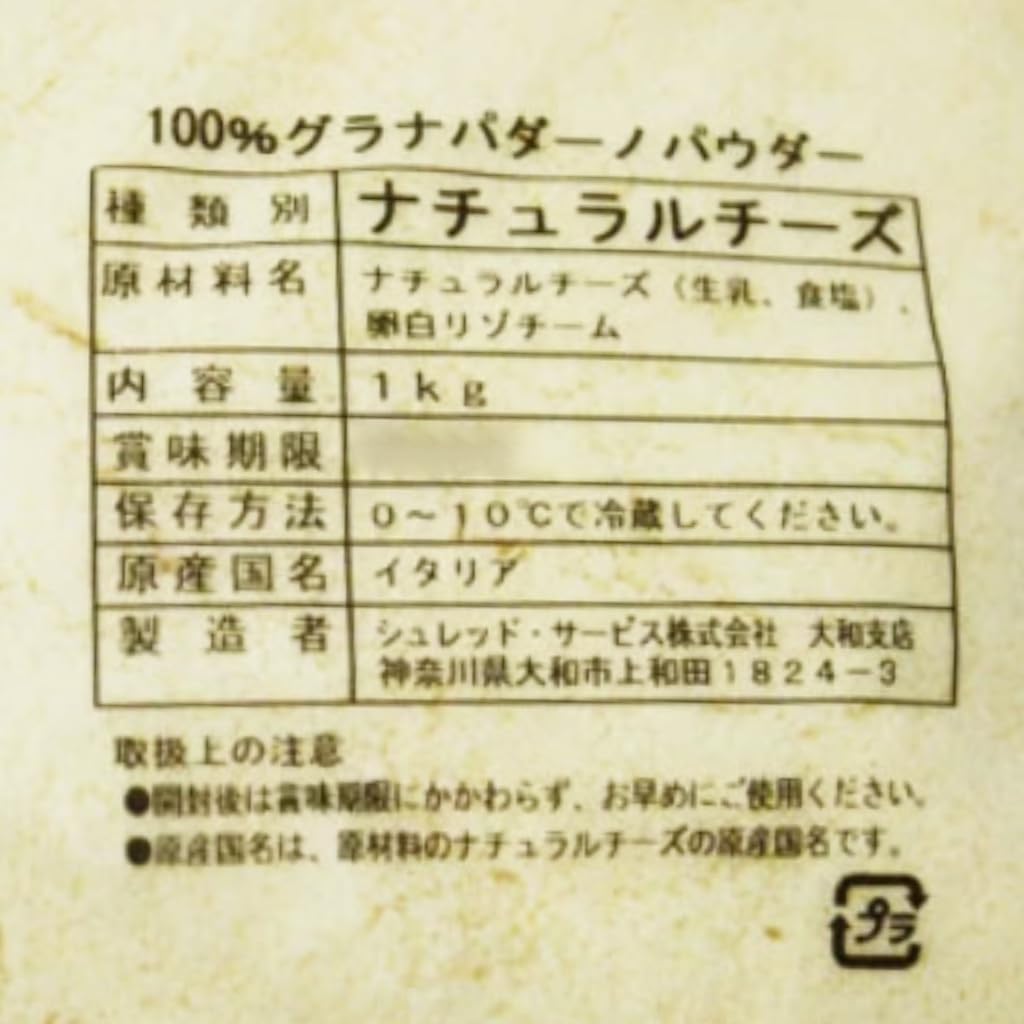 100%グラナパダーノパウダー
種類別 ナチュラルチーズ
原材料名 ナチュラルチーズ（生乳、食塩）、
卵白リゾチーム
内容量 1kg
賞味期限
保存方法 0～10℃で冷蔵してください。
原産国名 イタリア
製造者 シュレッド・サービス株式会社 大和支店
神奈川県大和市上和田1824－3
取扱上の注意
●開封後は賞味期限にかかわらず、お早めにご使用ください。
●原産国名は、原材料のナチュラルチーズの原産国名です。
プラ